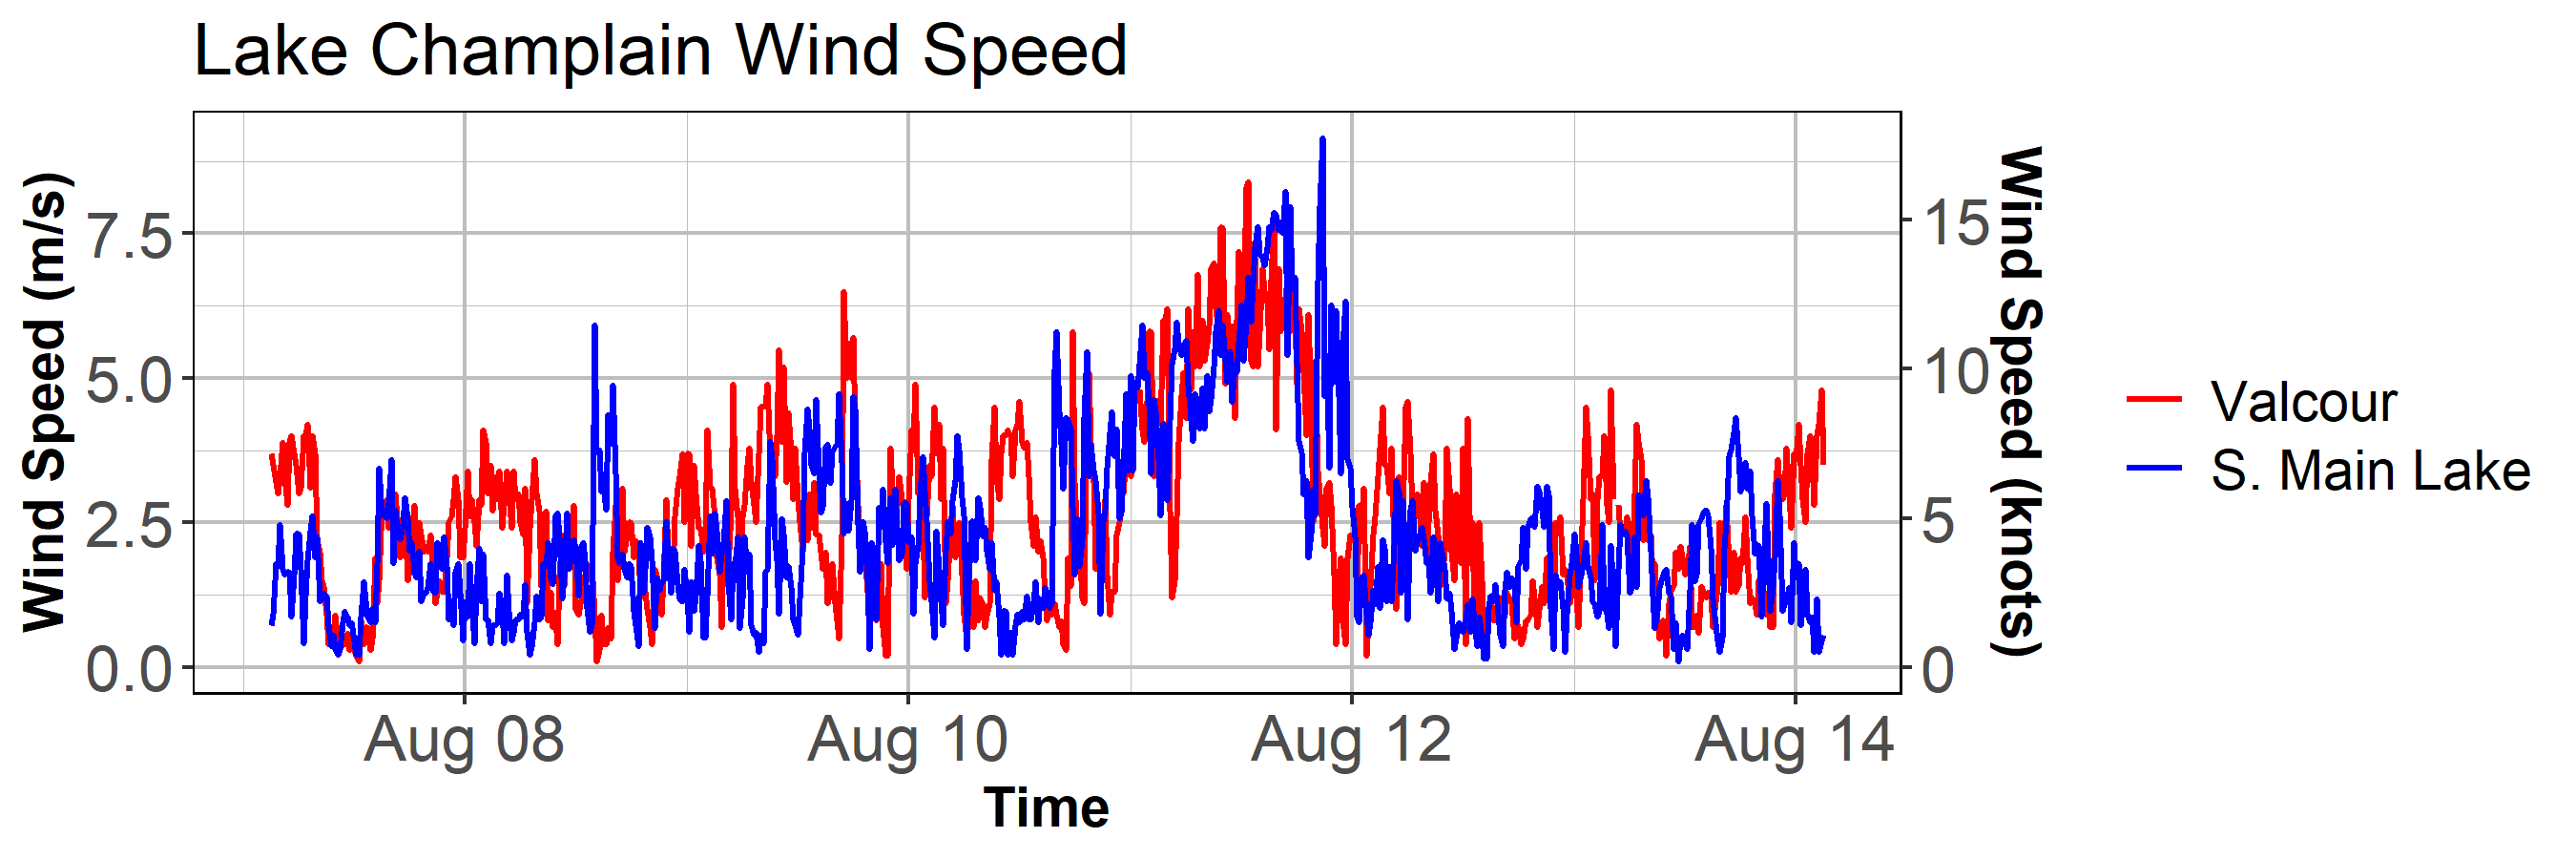 Lake Champlain Wind Speed
Wind Speed (m/s)
7.5
5.0
2.5
0.0
Wind Speed (knots)
15
10
5
0
Aug 08
Aug 10
Aug 12
Aug 14
Time
Valcour
S. Main Lake